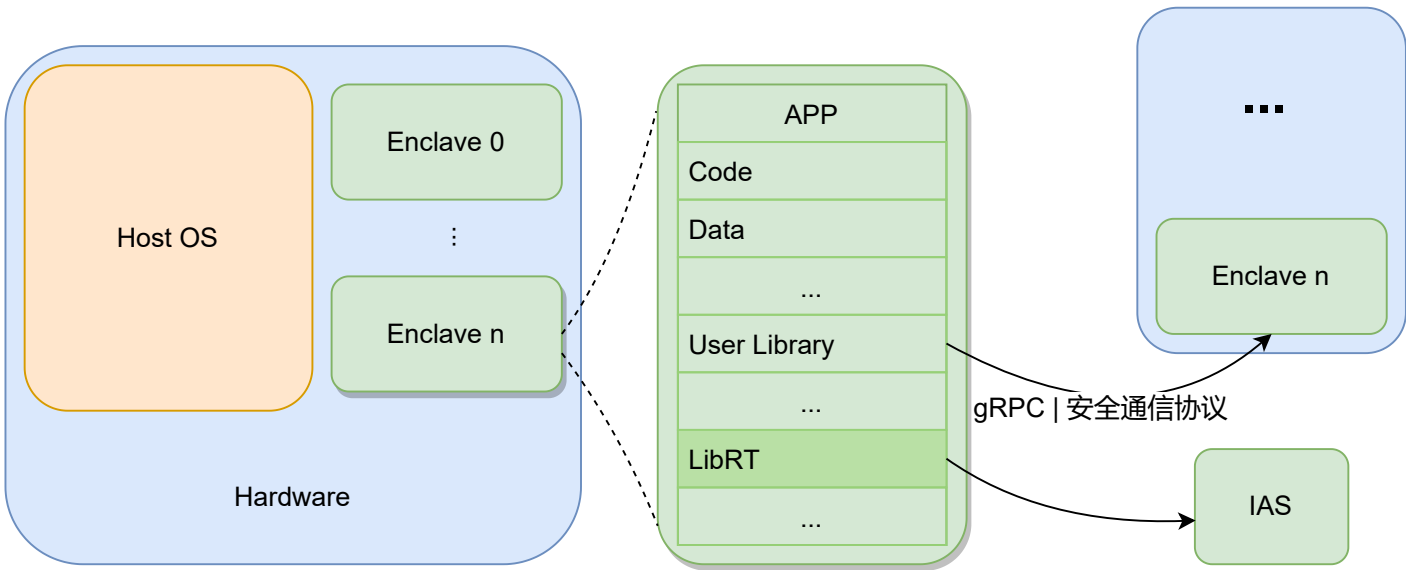 Host OS
Enclave 0
⋮
Enclave n
Hardware
APP
Code
Data
...
User Library
...
LibRT
...
...
Enclave n
gRPC | 安全通信协议
IAS